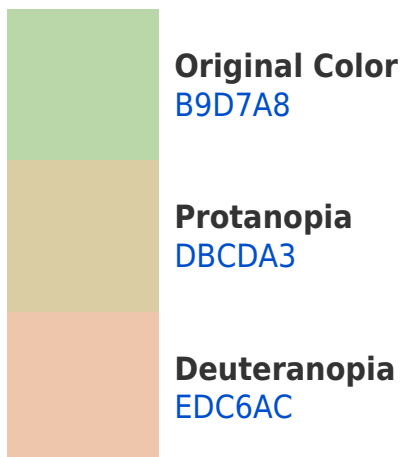 Original Color
B9D7A8
Protanopia
DBCDA3
Deuteranopia
EDC6AC